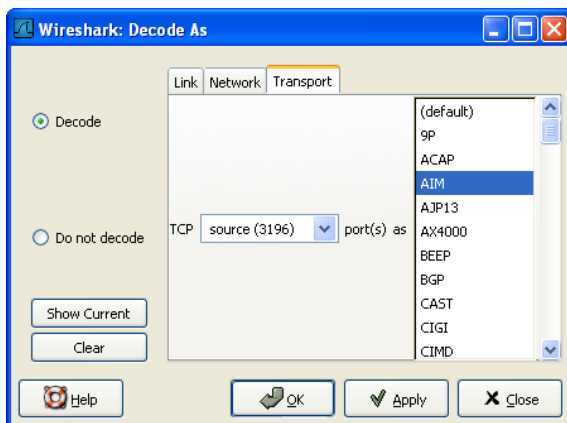 Wireshark: Decode As
Link Network Transport
Decode
Do not decode
Show Current
Clear
TCP source (3196) port(s) as
(default)
9P
ACAP
AIM
AJP13
AX4000
BEEP
BGP
CAST
CIGI
CIMD
Help OK Apply Close